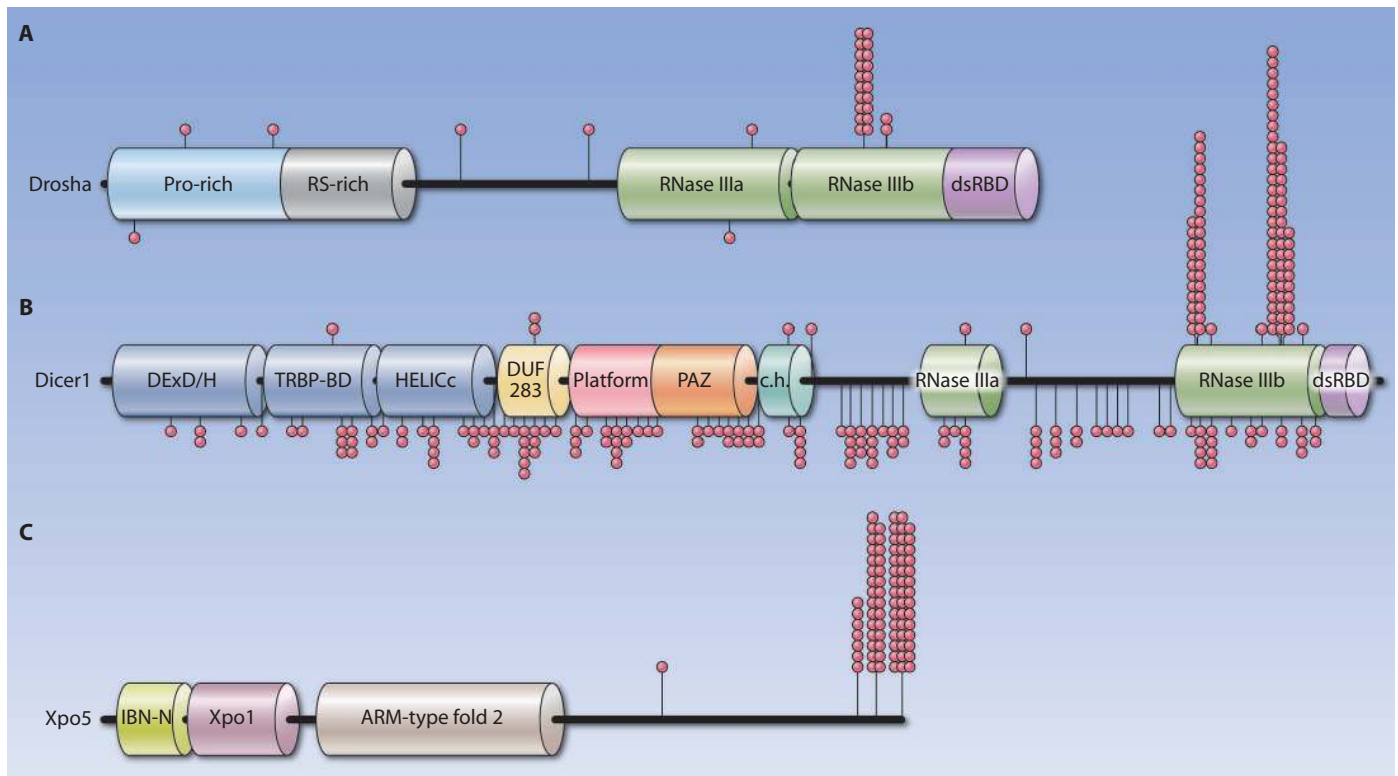 A
Drosha
Pro-rich
RS-rich
RNase IIIa
RNase IIIb
dsRBD
B
Dicer1
DExD/H
TRBP-BD
HELICc
DUF
283
Platform
PAZ
c.h.
RNase IIIa
RNase IIIb
dsRBD
C
Xpo5
IBN-N
Xpo1
ARM-type fold 2